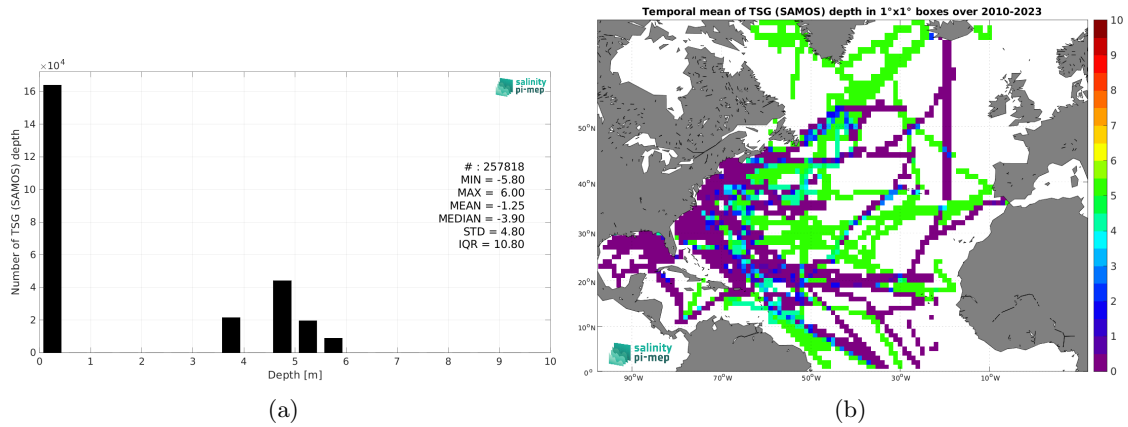 ×10⁴
16
14
12
10
8
6
4
2
0
Number of TSG (SAMOS) depth
salinity
pi-mep
# : 257818
MIN = -5.80
MAX = 6.00
MEAN = -1.25
MEDIAN = -3.90
STD = 4.80
IQR = 10.80
0 1 2 3 4 5 6 7 8 9 10
Depth [m]
(a)
Temporal mean of TSG (SAMOS) depth in 1°x1° boxes over 2010-2023
50°N
40°N
30°N
20°N
10°N
0°
90°W 70°W 50°W 30°W 10°W
salinity
pi-mep
10
9
8
7
6
5
4
3
2
1
0
(b)